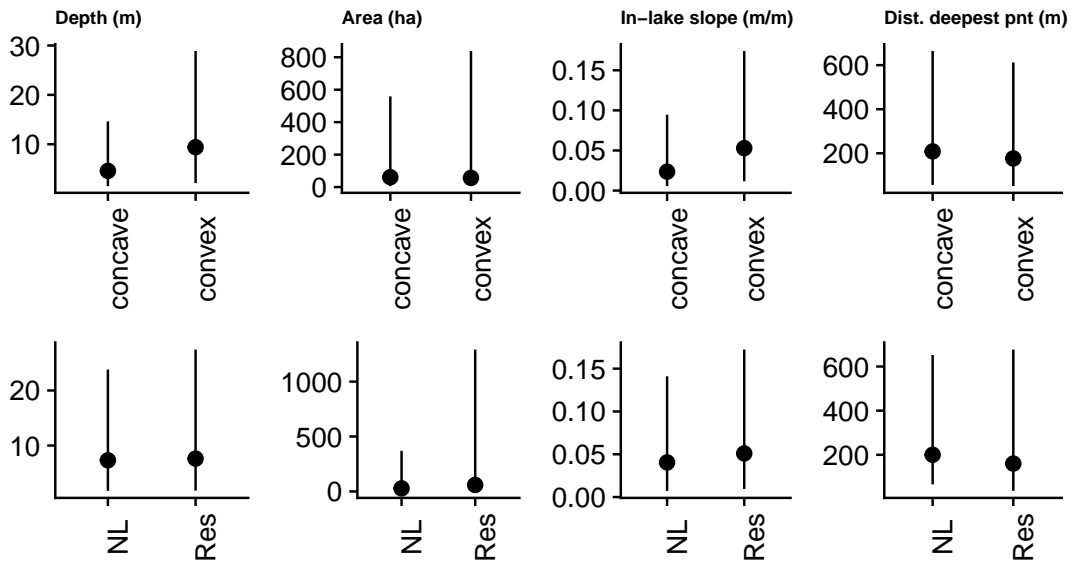 Depth (m)
Area (ha)
In−lake slope (m/m)
Dist. deepest pnt (m)
30
20
10
concave
convex
800
600
400
200
0
concave
convex
0.15
0.10
0.05
0.00
concave
convex
600
400
200
concave
convex
20
10
NL
Res
1000
500
0
NL
Res
0.15
0.10
0.05
0.00
NL
Res
600
400
200
NL
Res